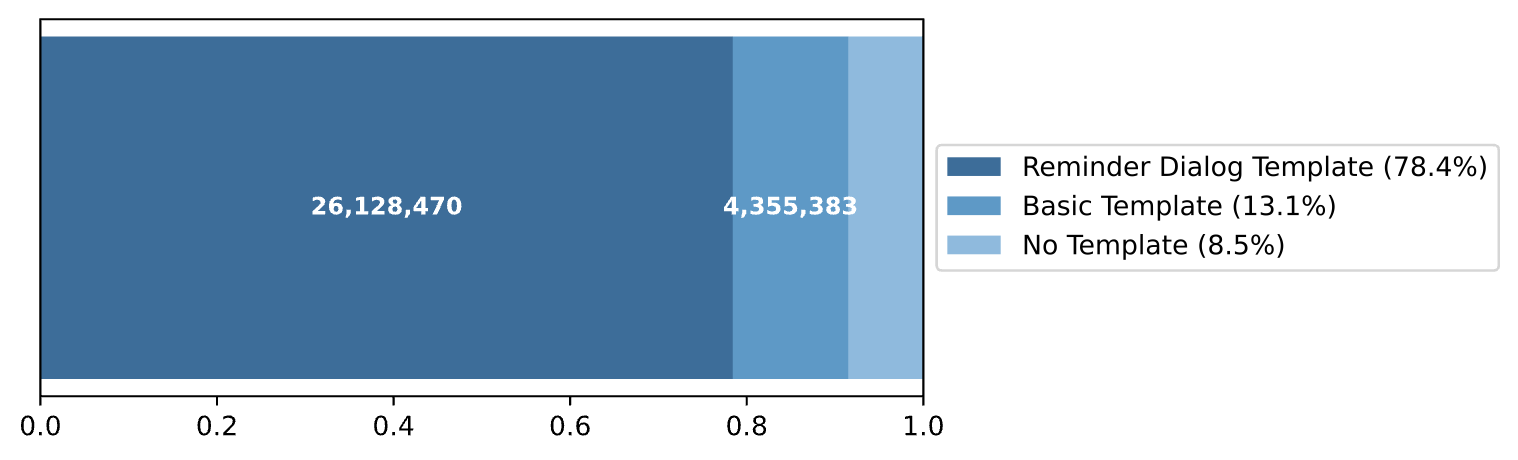 26,128,470
4,355,383
Reminder Dialog Template (78.4%)
Basic Template (13.1%)
No Template (8.5%)
0.0
0.2
0.4
0.6
0.8
1.0